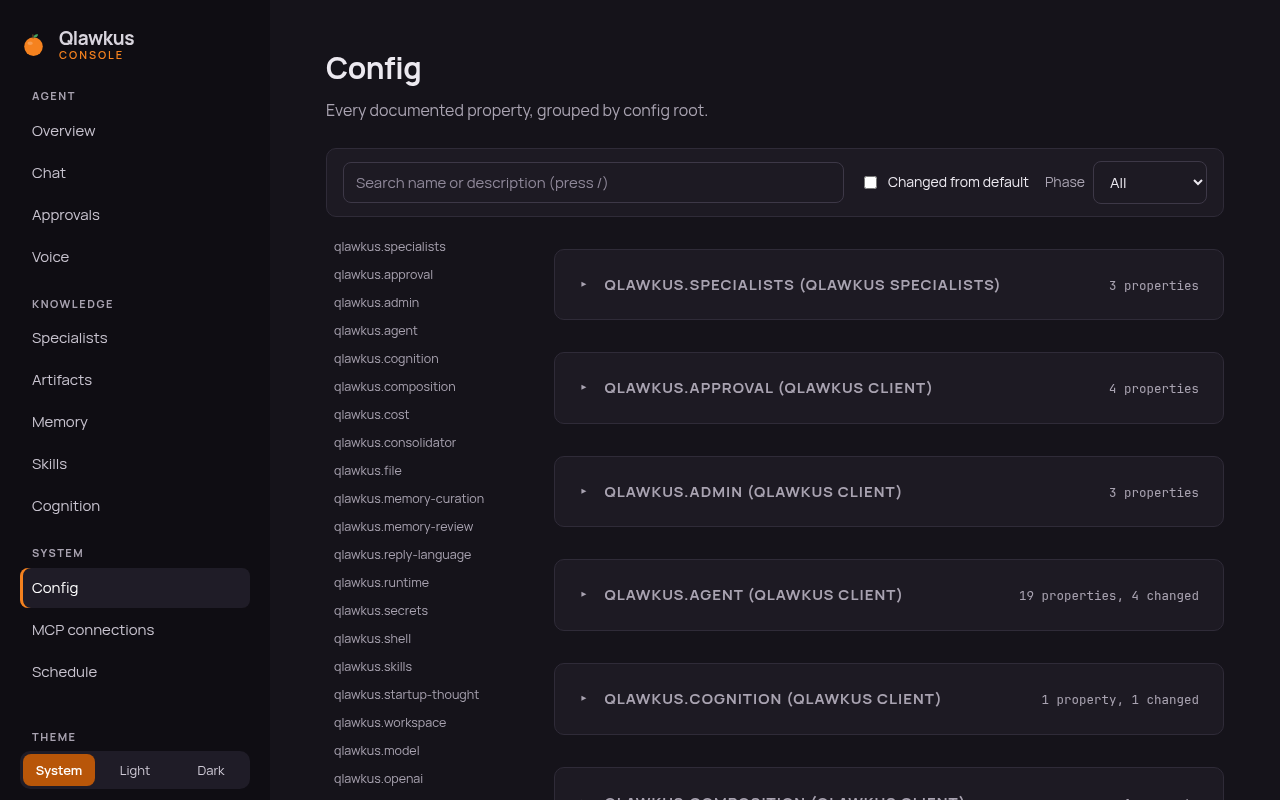 Qlawkus
CONSOLE
AGENT
Overview
Chat
Approvals
Voice
KNOWLEDGE
Specialists
Artifacts
Memory
Skills
Cognition
SYSTEM
Config
MCP connections
Schedule
THEME
System Light Dark
Config
Every documented property, grouped by config root.
Search name or description (press /) Changed from default Phase All
qlawkus.specialists
qlawkus.approval
qlawkus.admin
qlawkus.agent
qlawkus.cognition
qlawkus.composition
qlawkus.cost
qlawkus.consolidator
qlawkus.file
qlawkus.memory-curation
qlawkus.memory-review
qlawkus.reply-language
qlawkus.runtime
qlawkus.secrets
qlawkus.shell
qlawkus.skills
qlawkus.startup-thought
qlawkus.workspace
qlawkus.model
qlawkus.openai
QLAWKUS.SPECIALISTS (QLAWKUS SPECIALISTS) 3 properties
QLAWKUS.APPROVAL (QLAWKUS CLIENT) 4 properties
QLAWKUS.ADMIN (QLAWKUS CLIENT) 3 properties
QLAWKUS.AGENT (QLAWKUS CLIENT) 19 properties, 4 changed
QLAWKUS.COGNITION (QLAWKUS CLIENT) 1 property, 1 changed
QLAWKUS.COMPOSITION (QLAWKUS CLIENT)